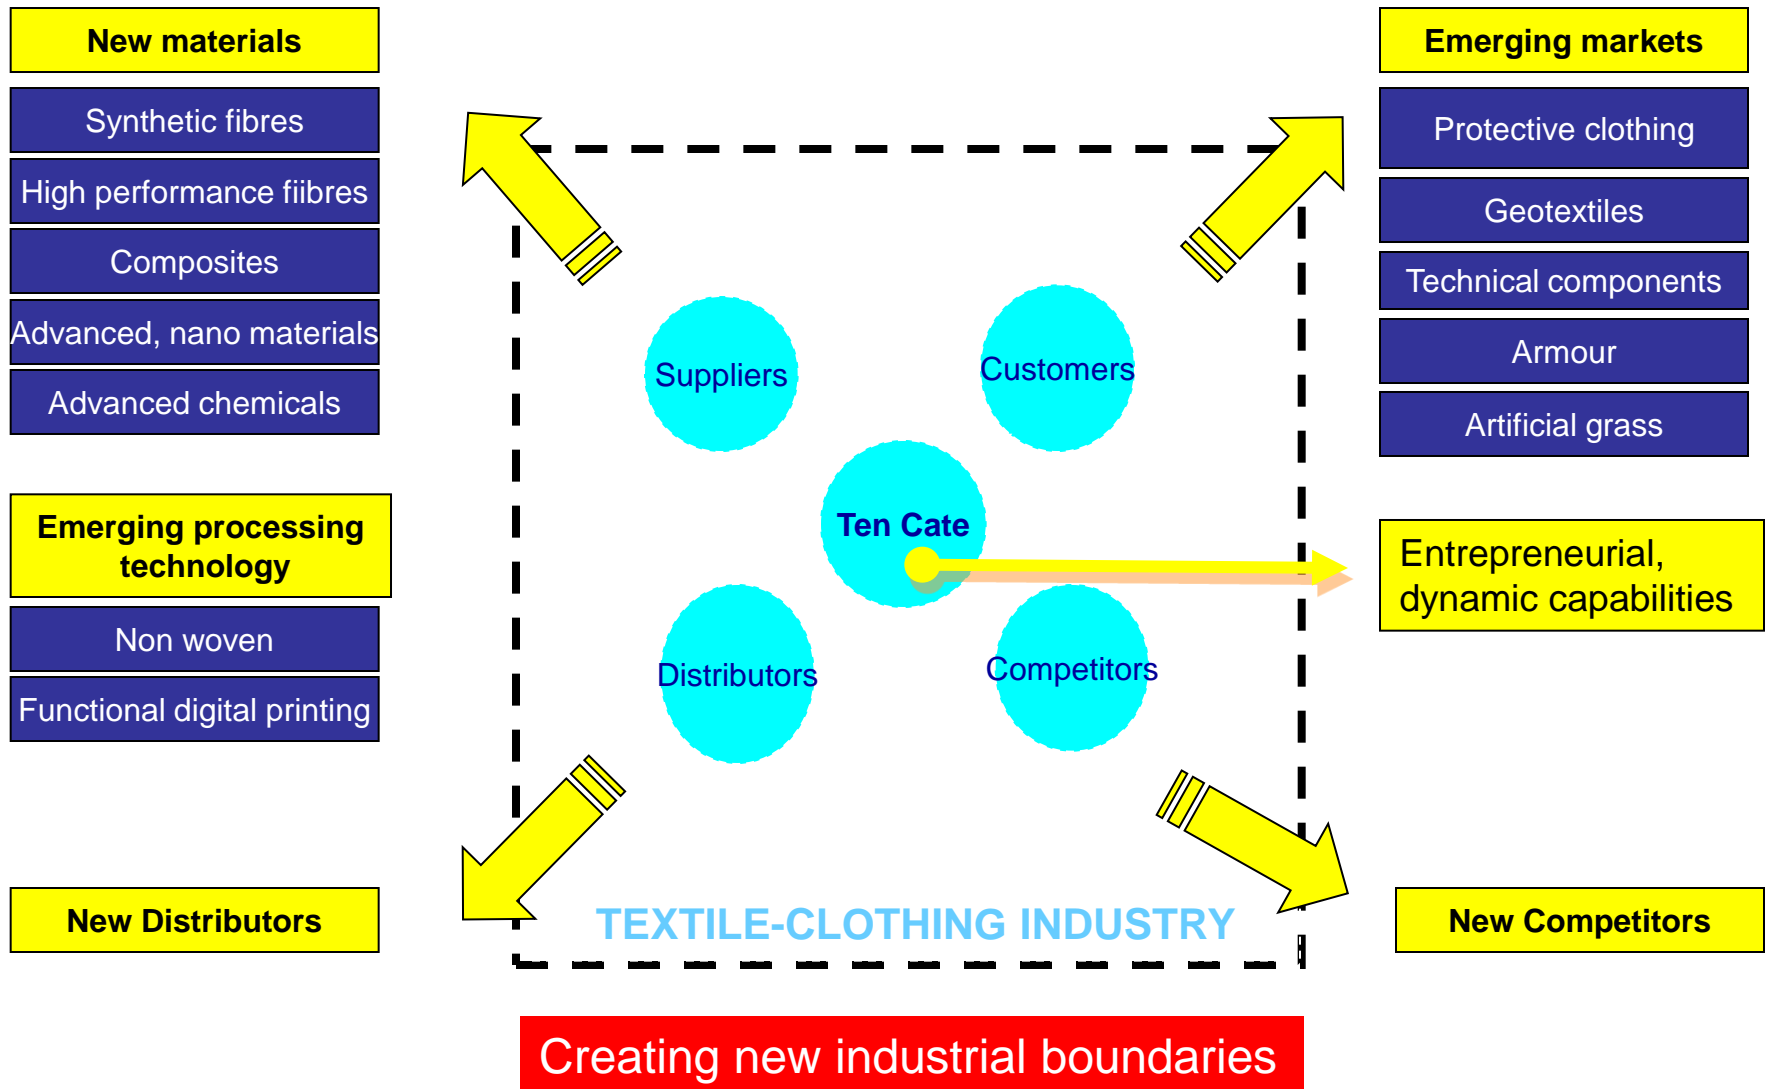 New materials
Synthetic fibres
High performance fiibres
Composites
Advanced, nano materials
Advanced chemicals
Emerging processing
technology
Non woven
Functional digital printing
New Distributors
Suppliers
Customers
Ten Cate
Distributors
Competitors
TEXTILE-CLOTHING INDUSTRY
Emerging markets
Protective clothing
Geotextiles
Technical components
Armour
Artificial grass
Entrepreneurial,
dynamic capabilities
New Competitors
Creating new industrial boundaries